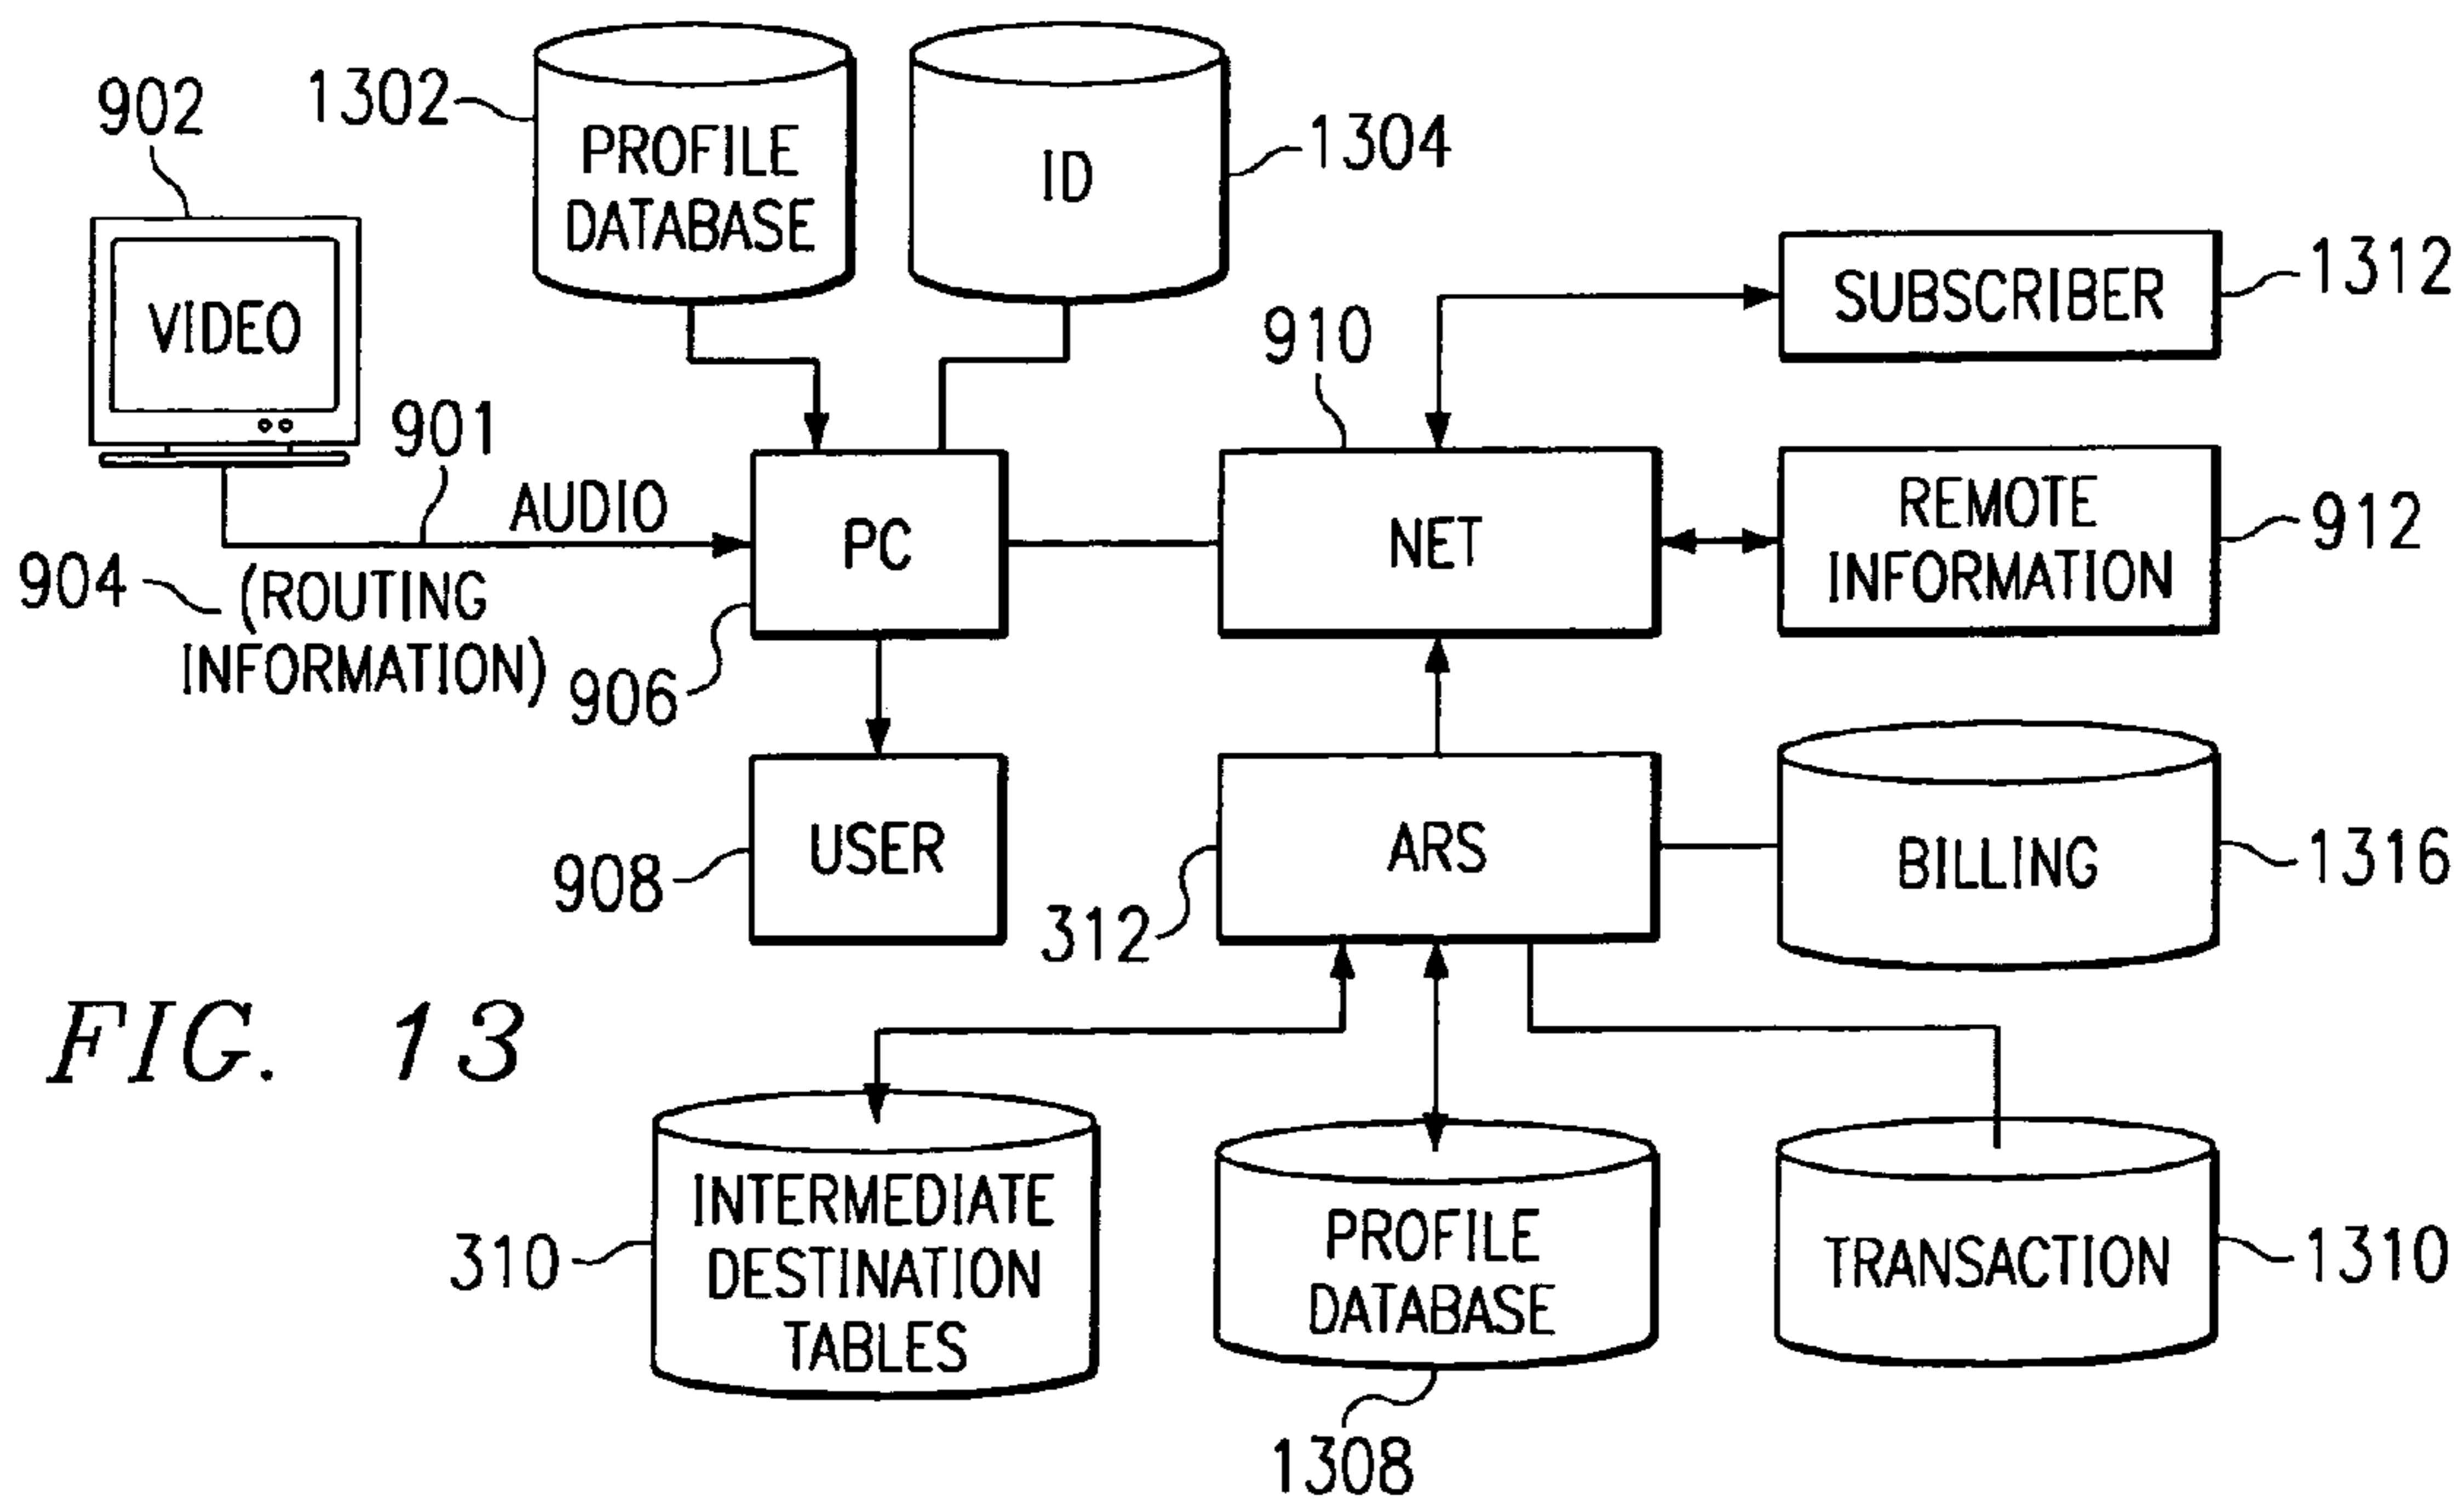 902
1302
PROFILE
DATABASE
ID
1304
VIDEO
SUBSCRIBER
1312
910
901
AUDIO
904
(ROUTING
INFORMATION)
PC
906
NET
REMOTE
INFORMATION
912
USER
908
ARS
312
BILLING
1316
FIG. 13
INTERMEDIATE
DESTINATION
TABLES
310
PROFILE
DATABASE
1308
TRANSACTION
1310